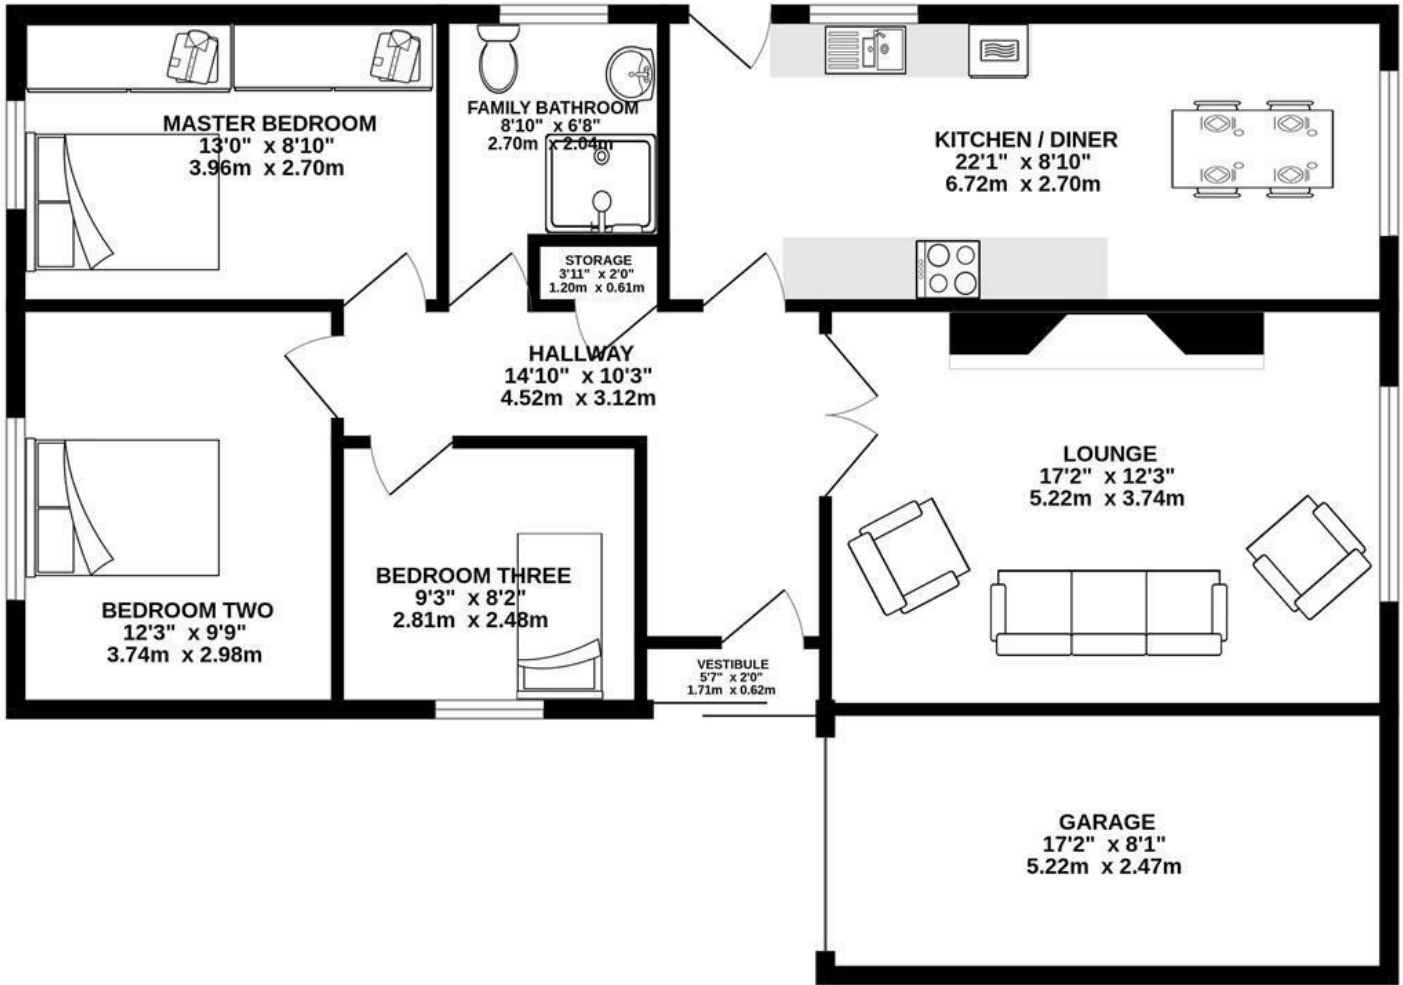 MASTER BEDROOM
13'0" x 8'10"
3.96m x 2.70m
FAMILY BATHROOM
8'10" x 6'8"
2.70m x 2.04m
KITCHEN / DINER
22'1" x 8'10"
6.72m x 2.70m
STORAGE
3'11" x 2'0"
1.20m x 0.61m
HALLWAY
14'10" x 10'3"
4.52m x 3.12m
LOUNGE
17'2" x 12'3"
5.22m x 3.74m
BEDROOM TWO
12'3" x 9'9"
3.74m x 2.98m
BEDROOM THREE
9'3" x 8'2"
2.81m x 2.48m
VESTIBULE
5'7" x 2'0"
1.71m x 0.62m
GARAGE
17'2" x 8'1"
5.22m x 2.47m